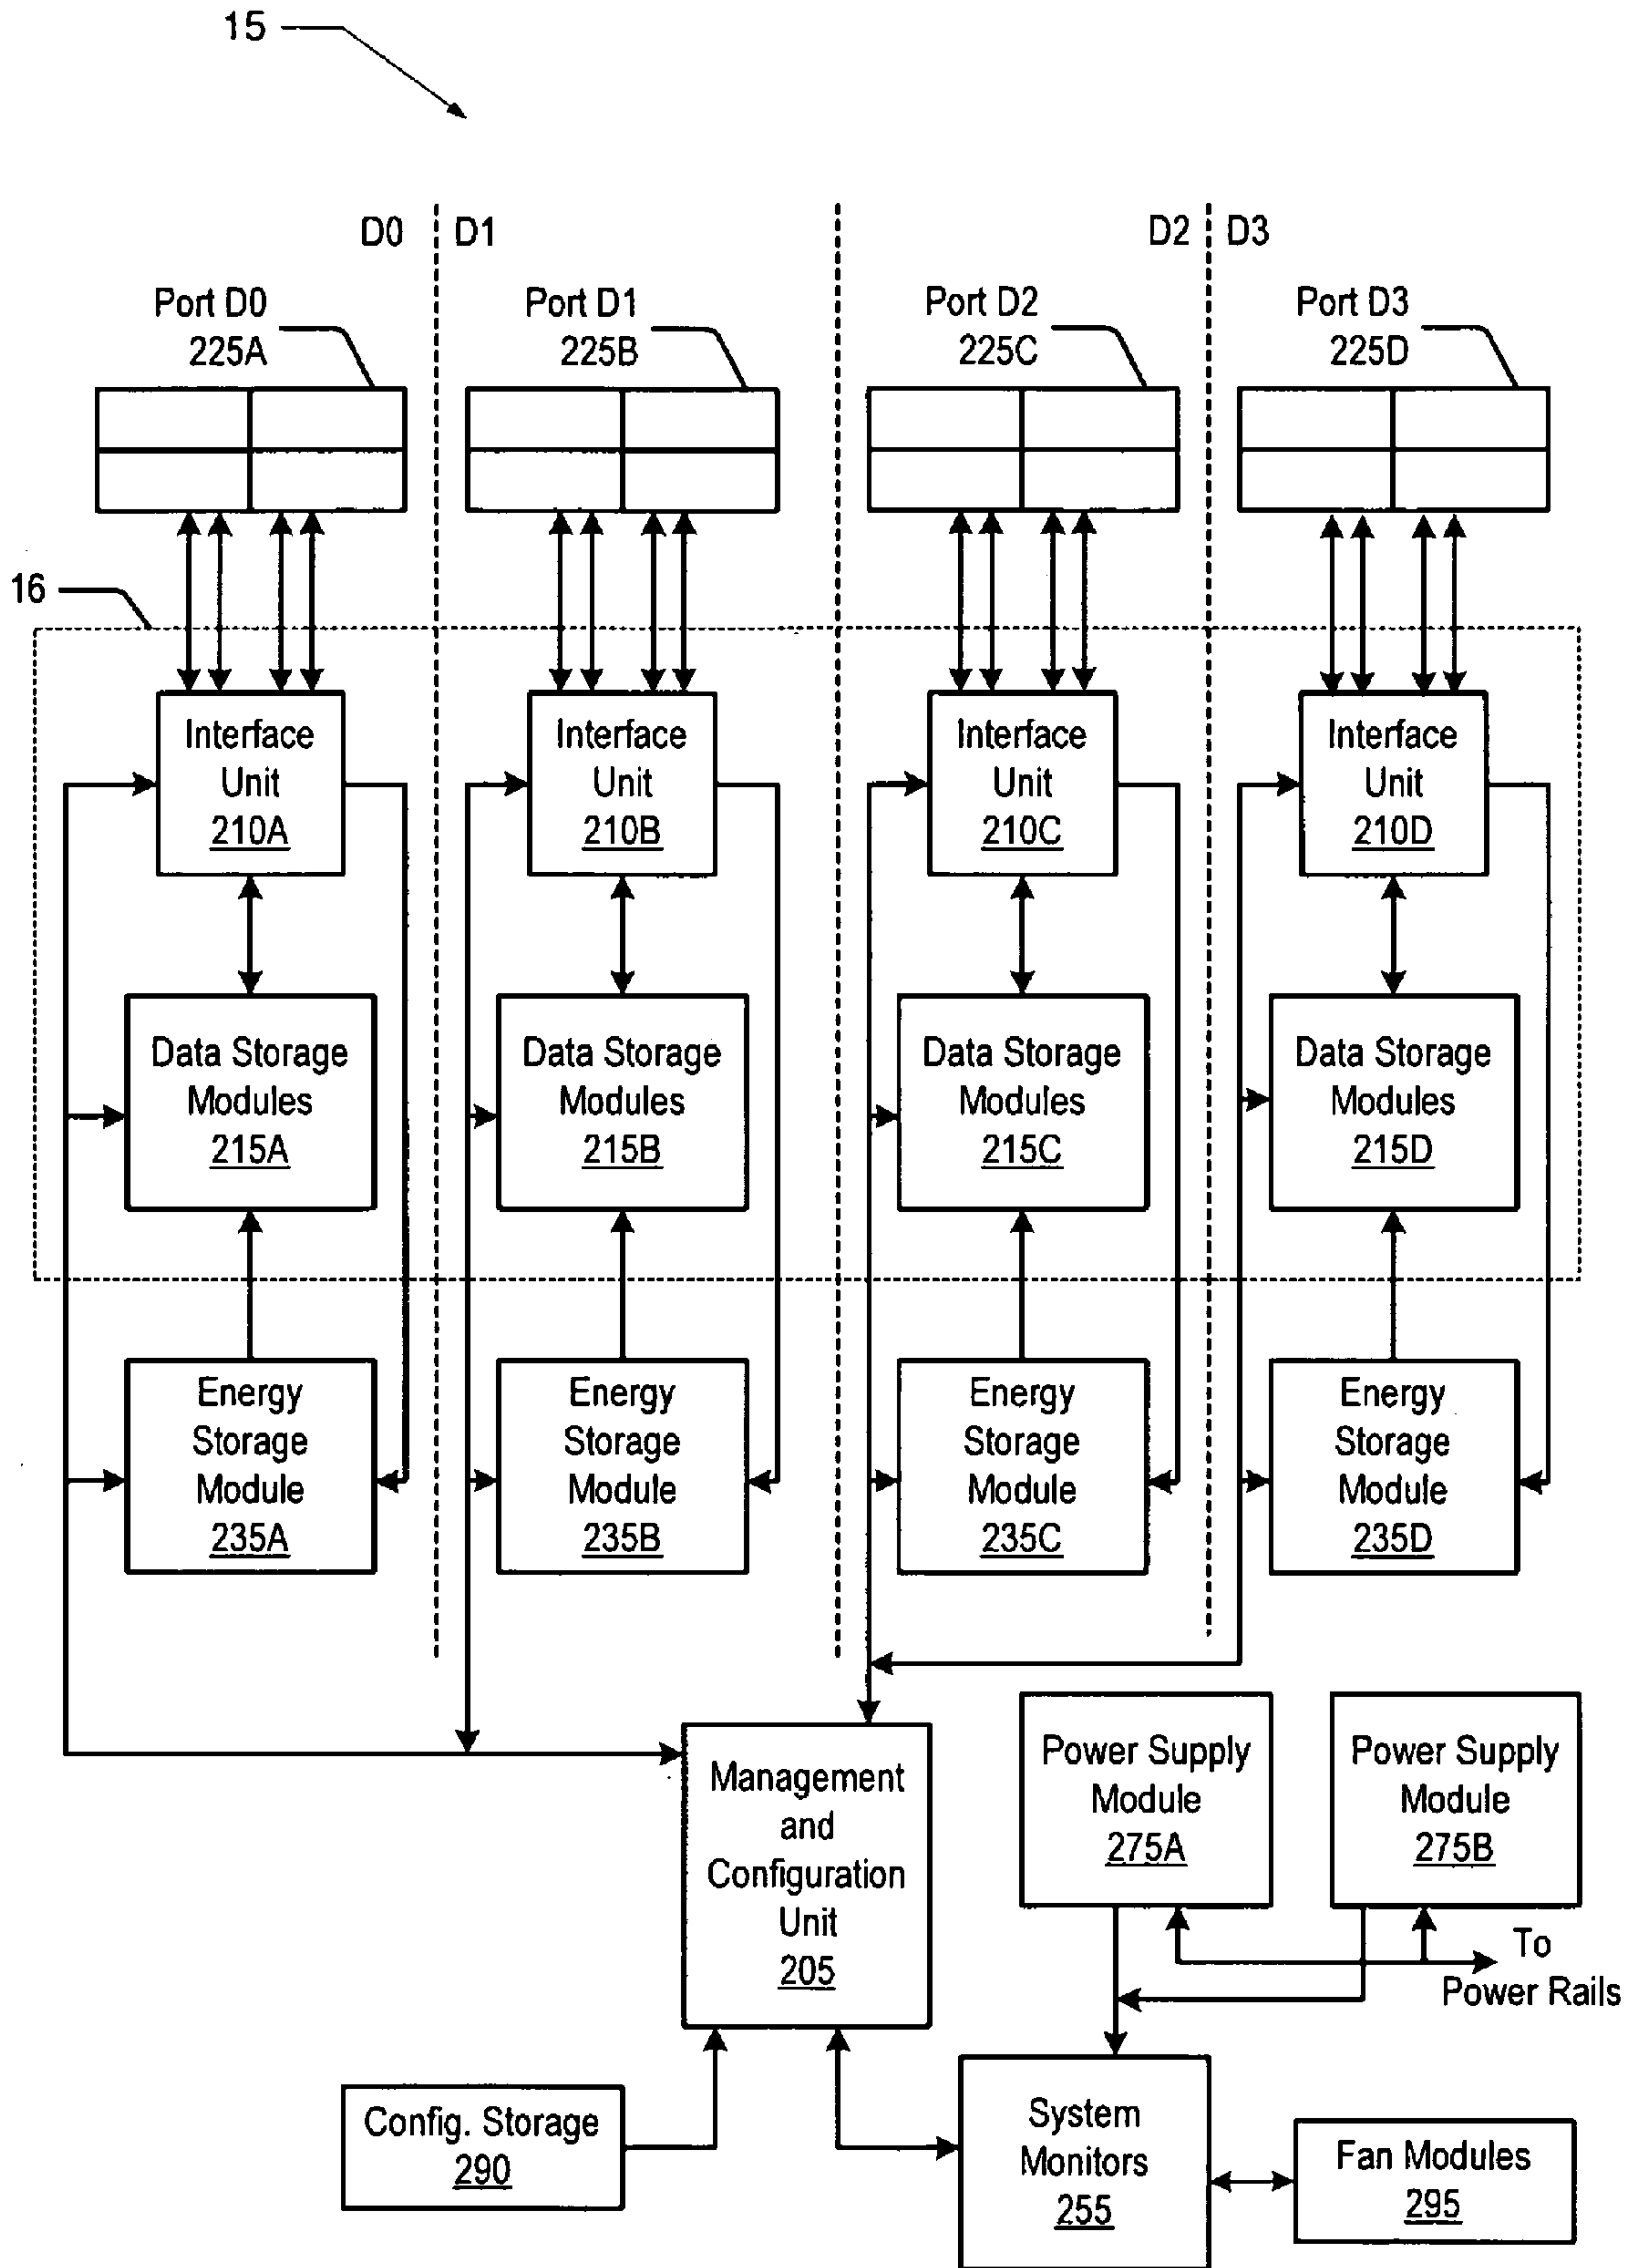 15
D0
D1
D2
D3
Port D0
225A
Port D1
225B
Port D2
225C
Port D3
225D
16
Interface
Unit
210A
Interface
Unit
210B
Interface
Unit
210C
Interface
Unit
210D
Data Storage
Modules
215A
Data Storage
Modules
215B
Data Storage
Modules
215C
Data Storage
Modules
215D
Energy
Storage
Module
235A
Energy
Storage
Module
235B
Energy
Storage
Module
235C
Energy
Storage
Module
235D
Management
and
Configuration
Unit
205
Power Supply
Module
275A
Power Supply
Module
275B
To
Power Rails
Config. Storage
290
System
Monitors
255
Fan Modules
295